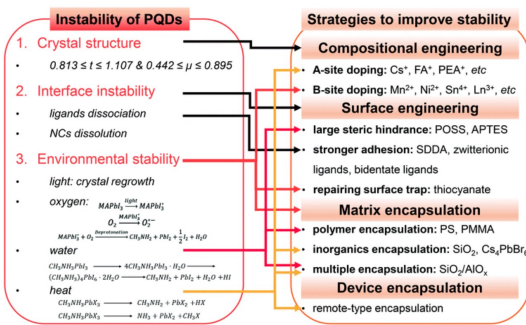 Instability of PQDs
1. Crystal structure
• 0.813 ≤ t ≤ 1.107 & 0.442 ≤ μ ≤ 0.895
2. Interface instability
• ligands dissociation
• NCs dissolution
3. Environmental stability
• light: crystal regrowth
• oxygen: MAPbI₃ —light→ MAPbI₃*
O₂ —MAPbI₃*→ O₂•−
MAPbI₃* + O₂ —Deprotonation→ CH₃NH₂ + PbI₂ + ½ I₂ + H₂O
• water
CH₃NH₃PbI₃ ⟶ 4CH₃NH₃PbI₃ · H₂O ⟶
(CH₃NH₃)₄PbI₆ · 2H₂O ⟶ CH₃NH₂ + PbI₂ + H₂O + HI
• heat
CH₃NH₃PbX₃ ⟶ CH₃NH₂ + PbX₂ + HX
CH₃NH₃PbX₃ ⟶ NH₃ + PbX₂ + CH₃X
Strategies to improve stability
Compositional engineering
• A-site doping: Cs⁺, FA⁺, PEA⁺, etc
• B-site doping: Mn²⁺, Ni²⁺, Sn⁴⁺, Ln³⁺, etc
Surface engineering
• large steric hindrance: POSS, APTES
• stronger adhesion: SDDA, zwitterionic
ligands, bidentate ligands
• repairing surface trap: thiocyanate
Matrix encapsulation
• polymer encapsulation: PS, PMMA
• inorganics encapsulation: SiO₂, Cs₄PbBr₆
• multiple encapsulation: SiO₂/AlOₓ
Device encapsulation
• remote-type encapsulation